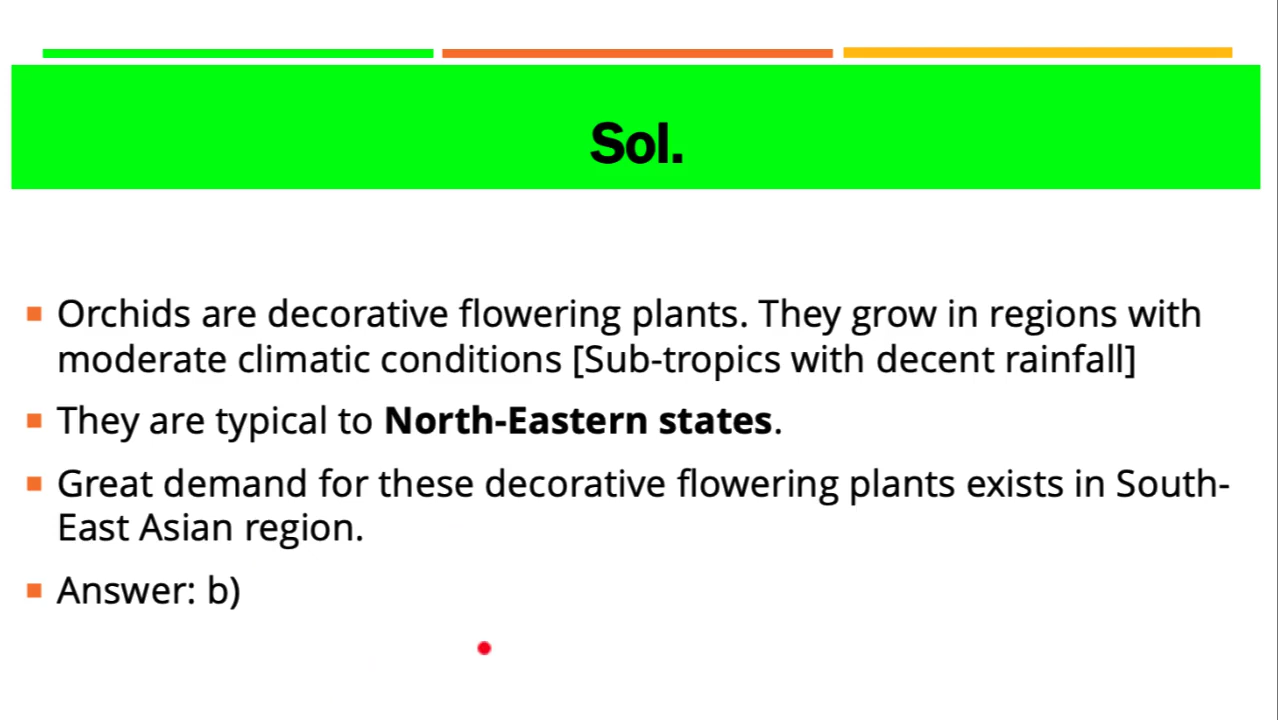 Sol.
Orchids are decorative flowering plants. They grow in regions with
moderate climatic conditions [Sub-tropics with decent rainfall]
They are typical to North-Eastern states.
Great demand for these decorative flowering plants exists in South-
East Asian region.
Answer: b)